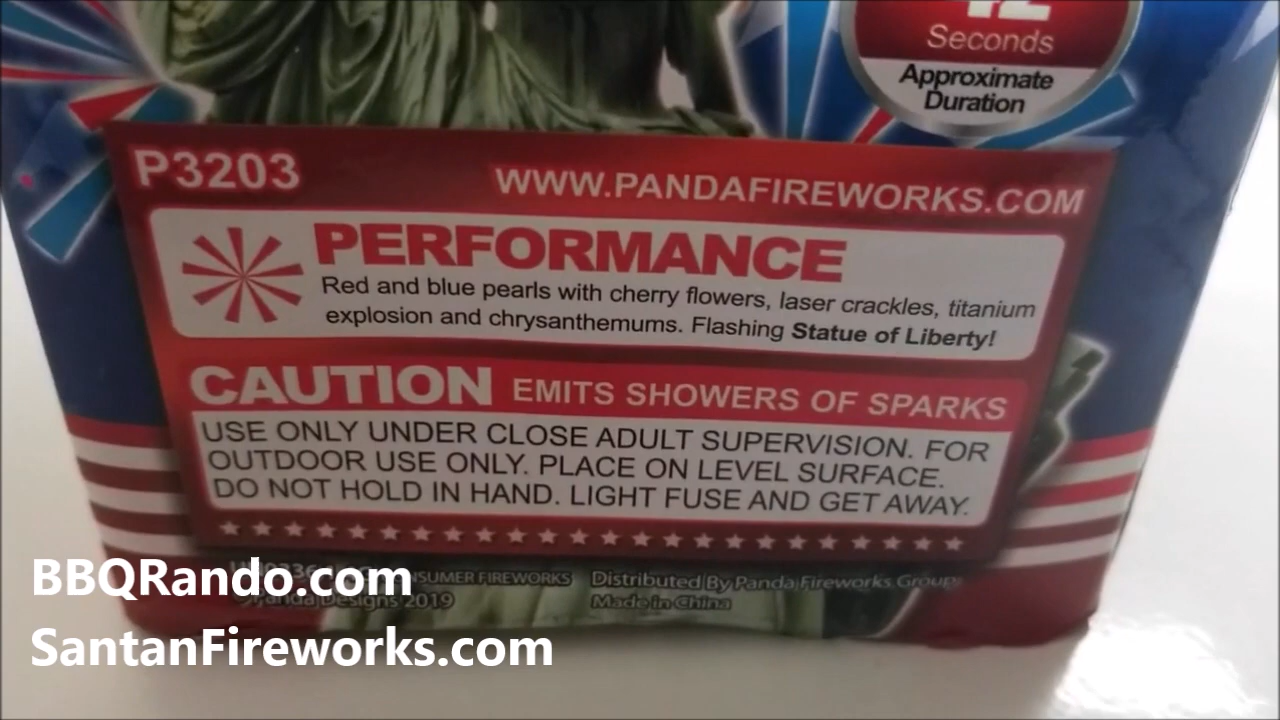 Seconds
Approximate
Duration
P3203
WWW.PANDAFIREWORKS.COM
PERFORMANCE
Red and blue pearls with cherry flowers, laser crackles, titanium
explosion and chrysanthemums. Flashing Statue of Liberty!
CAUTION EMITS SHOWERS OF SPARKS
USE ONLY UNDER CLOSE ADULT SUPERVISION. FOR
OUTDOOR USE ONLY. PLACE ON LEVEL SURFACE.
DO NOT HOLD IN HAND. LIGHT FUSE AND GET AWAY.
FIREWORKS Distributed By Panda Fireworks Group
Panda Designs 2019 Made in China
BBQRando.com
SantanFireworks.com